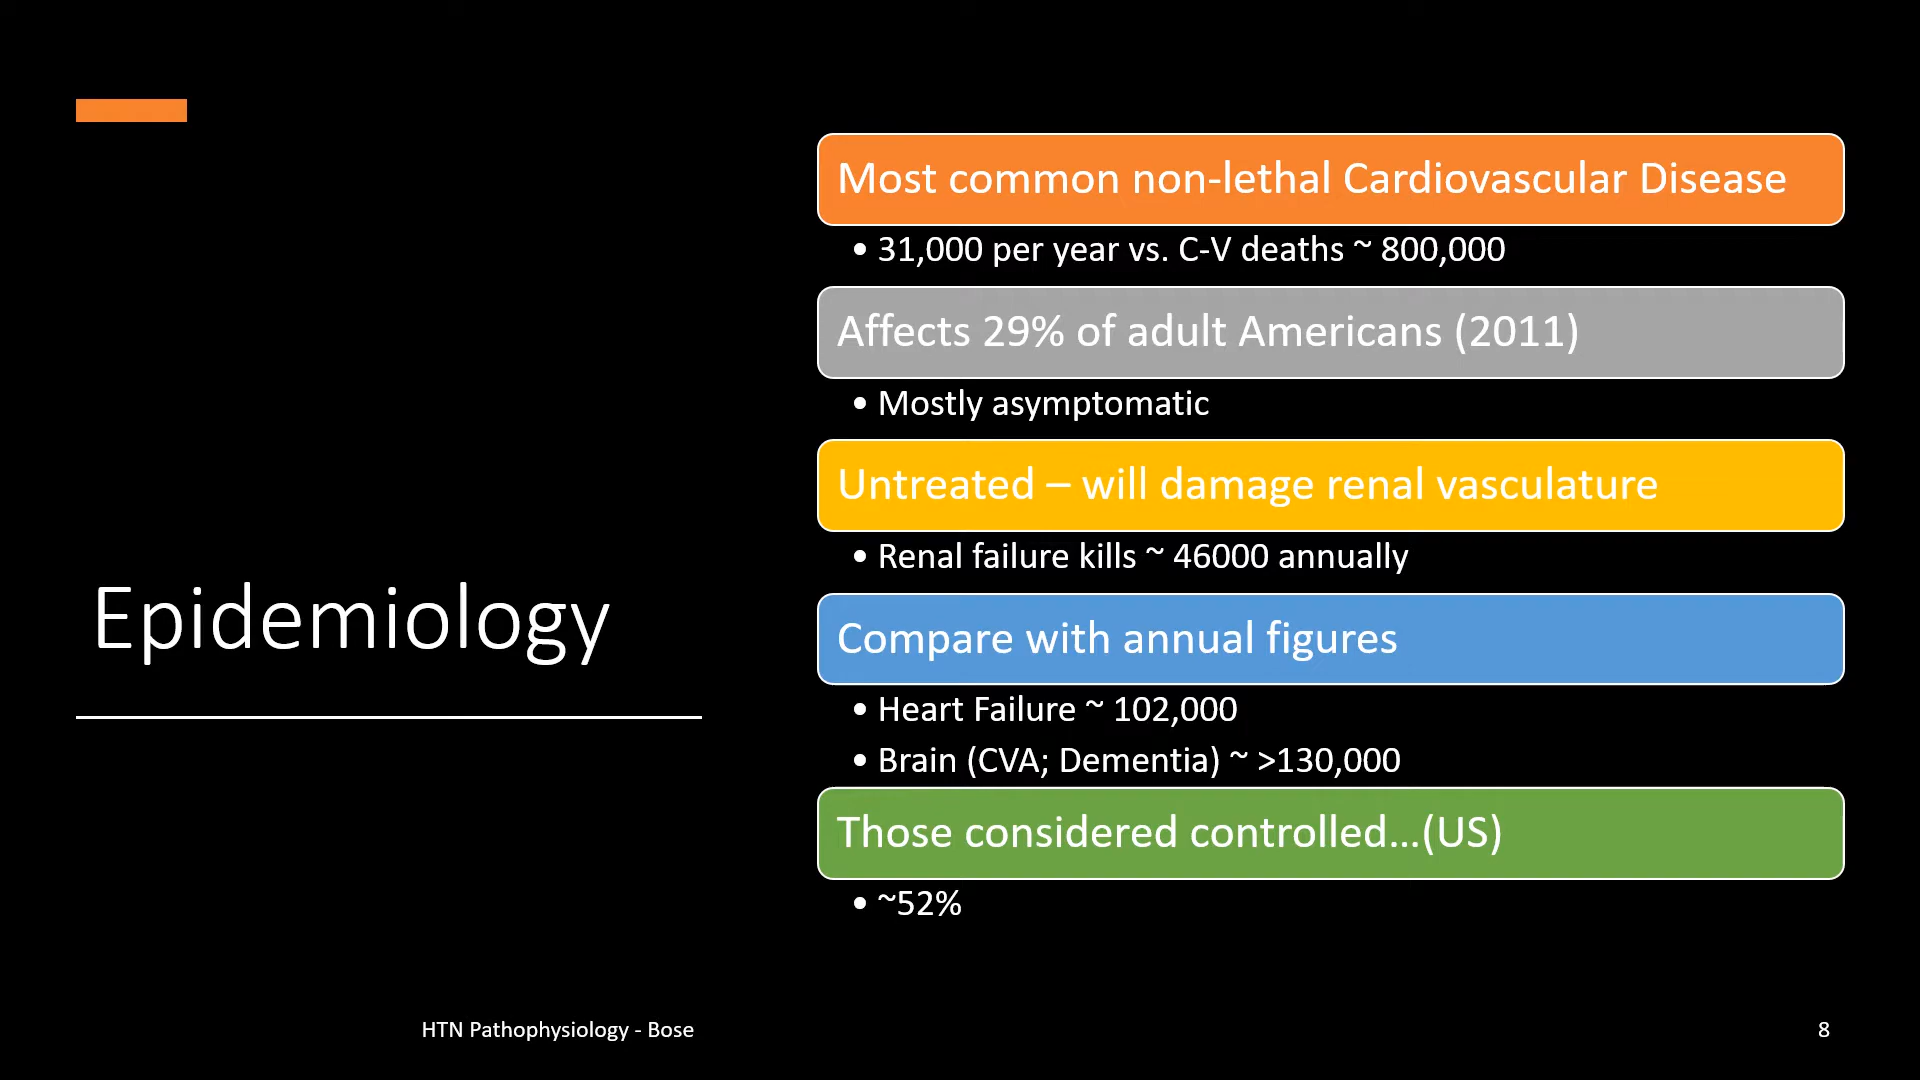 Epidemiology
Most common non-lethal Cardiovascular Disease
• 31,000 per year vs. C-V deaths ~ 800,000
Affects 29% of adult Americans (2011)
• Mostly asymptomatic
Untreated – will damage renal vasculature
• Renal failure kills ~ 46000 annually
Compare with annual figures
• Heart Failure ~ 102,000
• Brain (CVA; Dementia) ~ >130,000
Those considered controlled...(US)
• ~52%
HTN Pathophysiology - Bose
8